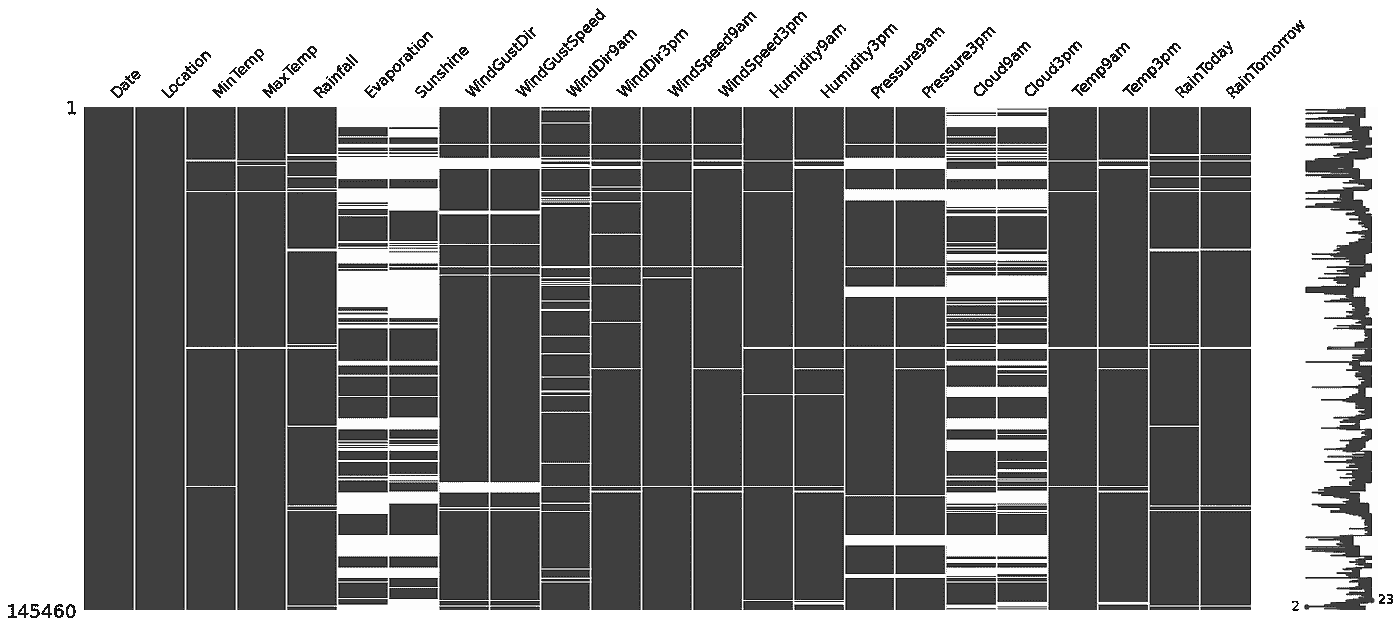 Date
Location
MinTemp
MaxTemp
Rainfall
Evaporation
Sunshine
WindGustDir
WindGustSpeed
WindDir9am
WindDir3pm
WindSpeed9am
WindSpeed3pm
Humidity9am
Humidity3pm
Pressure9am
Pressure3pm
Cloud9am
Cloud3pm
Temp9am
Temp3pm
RainToday
RainTomorrow
1
145460
2
23